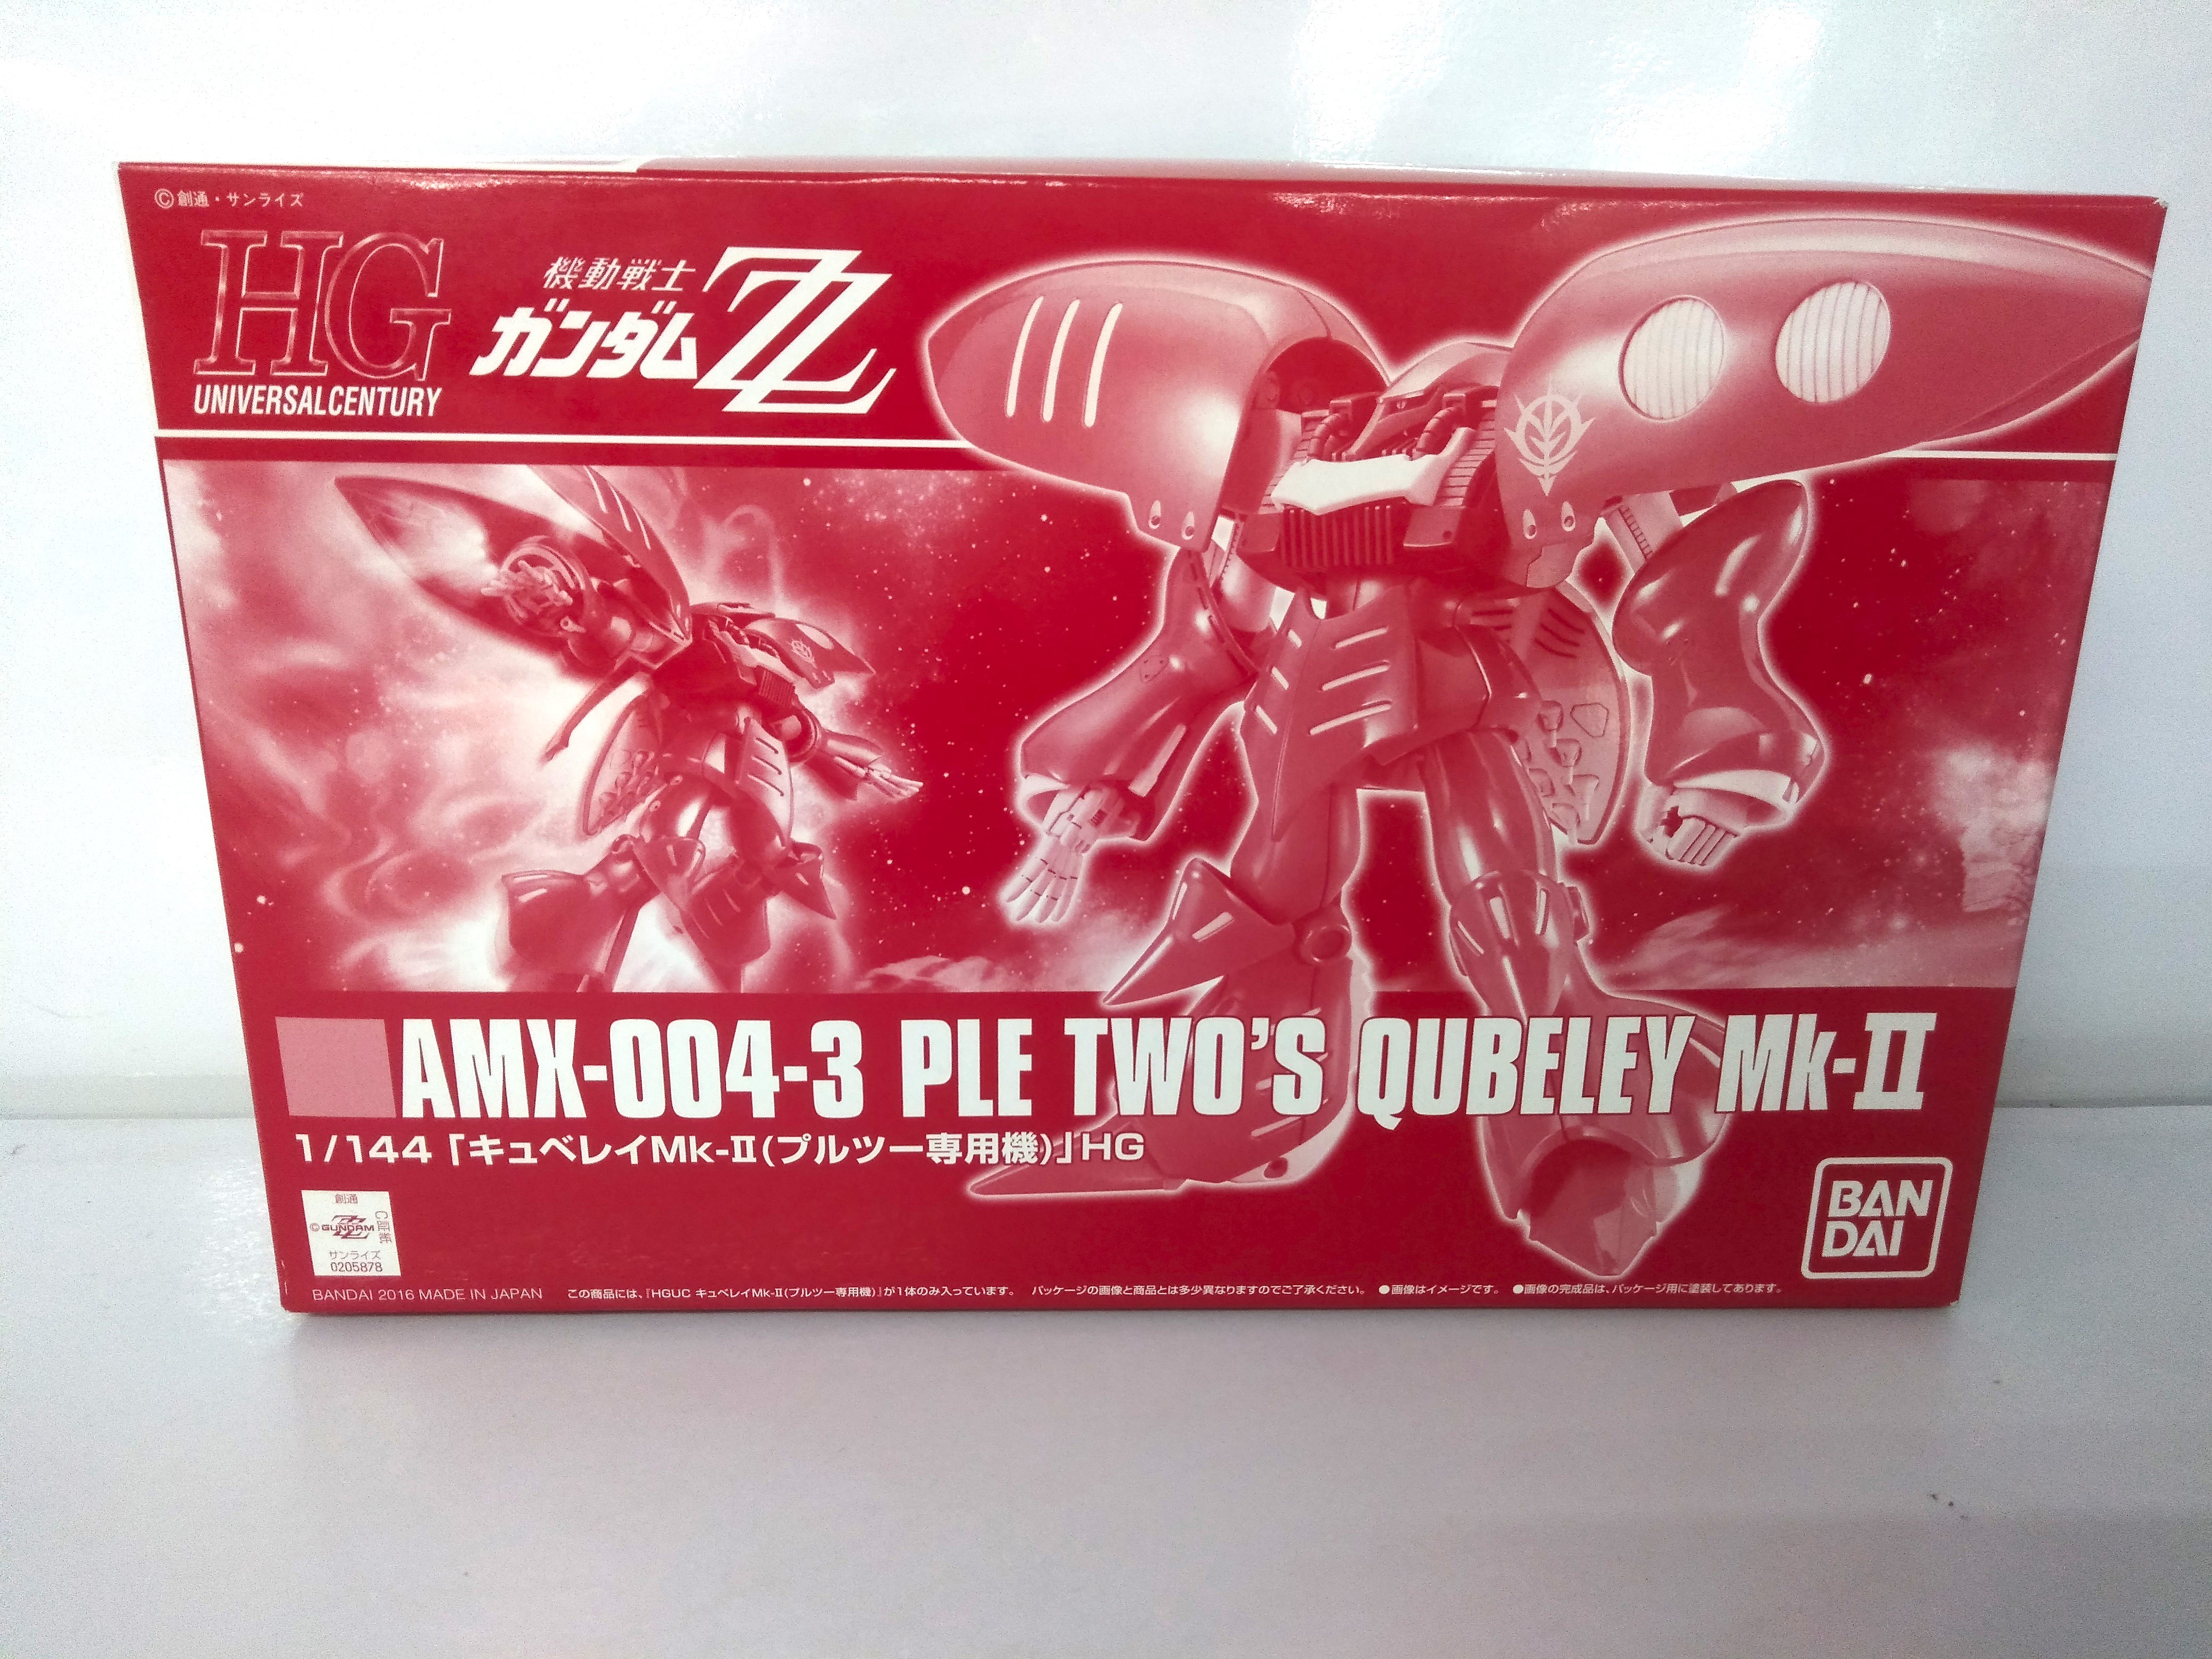 ©創通・サンライズ
HG
UNIVERSAL CENTURY
機動戦士
ガンダムZZ
AMX-004-3 PLE TWO'S QUBELEY Mk-II
1/144「キュベレイMk-II(プルツー専用機)」HG
創通
©GUNDAM ZZ
C証紙
サンライズ
0205878
BAN
DAI
BANDAI 2016 MADE IN JAPAN この商品には、『HGUC キュベレイMk-II(プルツー専用機)』が1体のみ入っています。 パッケージの画像と商品とは多少異なりますのでご了承ください。 ●画像はイメージです。 ●画像の完成品は、パッケージ用に塗装してあります。